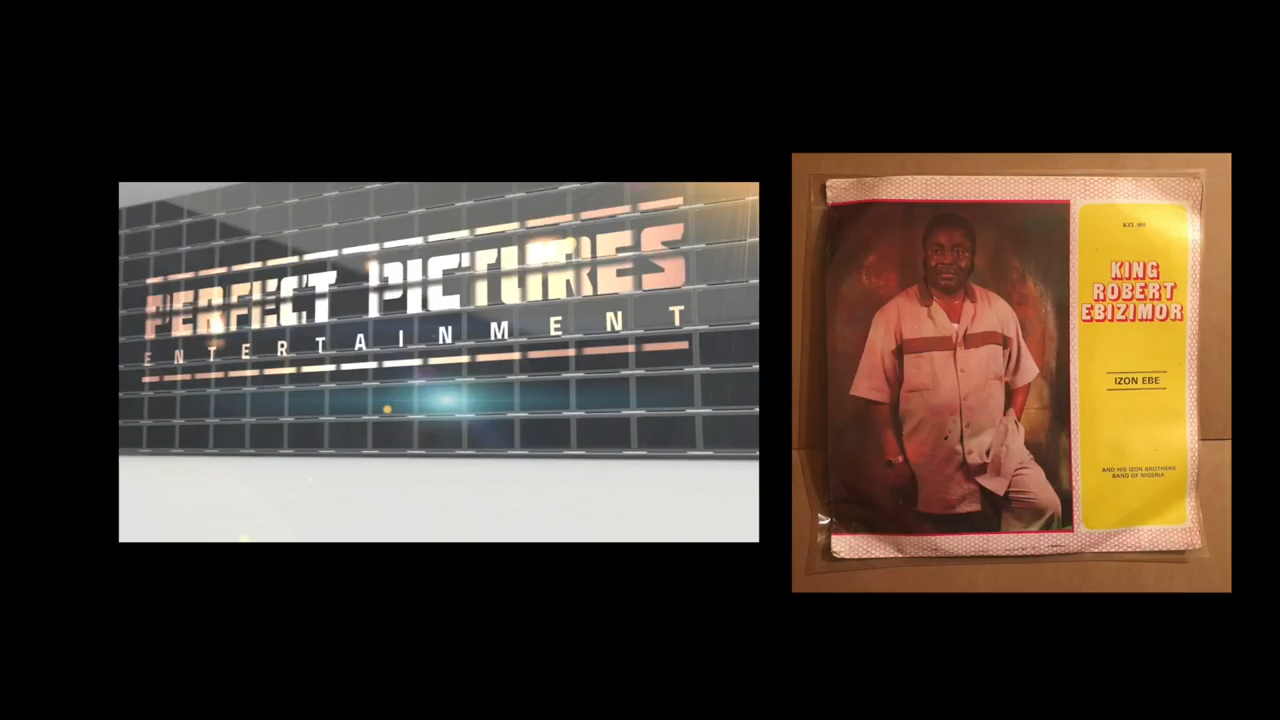 PERFECT PICTURES
ENTERTAINMENT
KZL 001
KING
ROBERT
EBIZIMOR
IZON EBE
AND HIS IZON BROTHERS
BAND OF NIGERIA